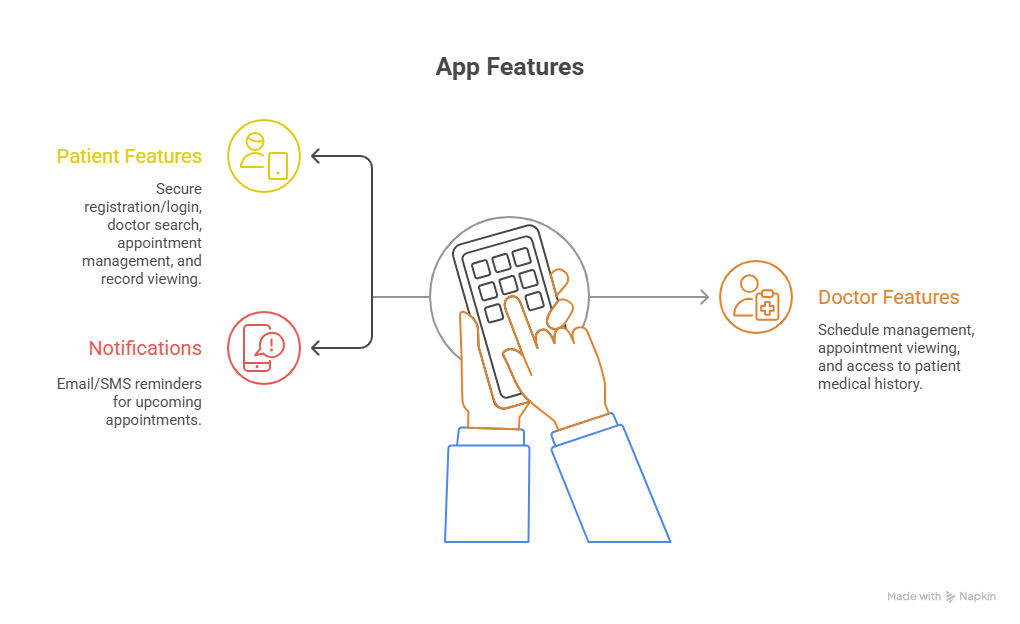 App Features
Patient Features
Secure
registration/login,
doctor search,
appointment
management, and
record viewing.
Notifications
Email/SMS reminders
for upcoming
appointments.
Doctor Features
Schedule management,
appointment viewing,
and access to patient
medical history.
Made with Napkin